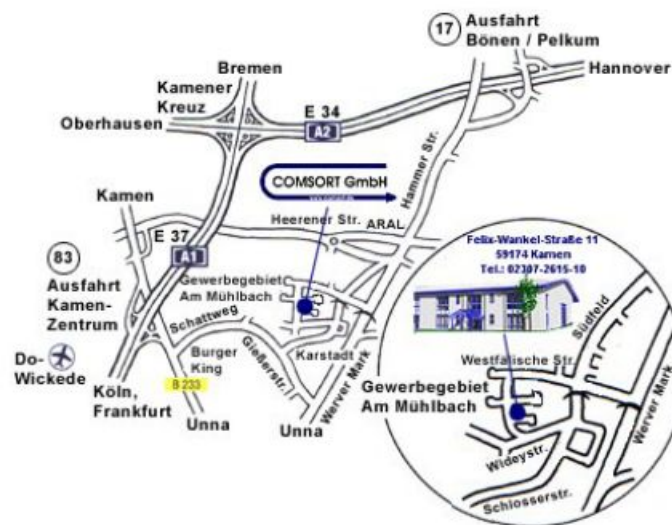 17
Ausfahrt
Bönen / Pelkum
Bremen
Hannover
Kamener
Kreuz
E 34
Oberhausen
A2
Hammer Str.
COMSORT GmbH
Kamen
Heerener Str.
ARAL
E 37
A1
83
Ausfahrt
Kamen-
Zentrum
Gewerbegebiet
Am Mühlbach
Schattweg
Do-
Wickede
Burger
King
Gießerstr.
Karstadt
Werver Mark
Köln,
Frankfurt
B 233
Unna
Unna
Felix-Wankel-Straße 11
59174 Kamen
Tel.: 02307-2615-10
Südfeld
Westfälische Str.
Gewerbegebiet
Am Mühlbach
Werver Mark
Wideystr.
Schlosserstr.